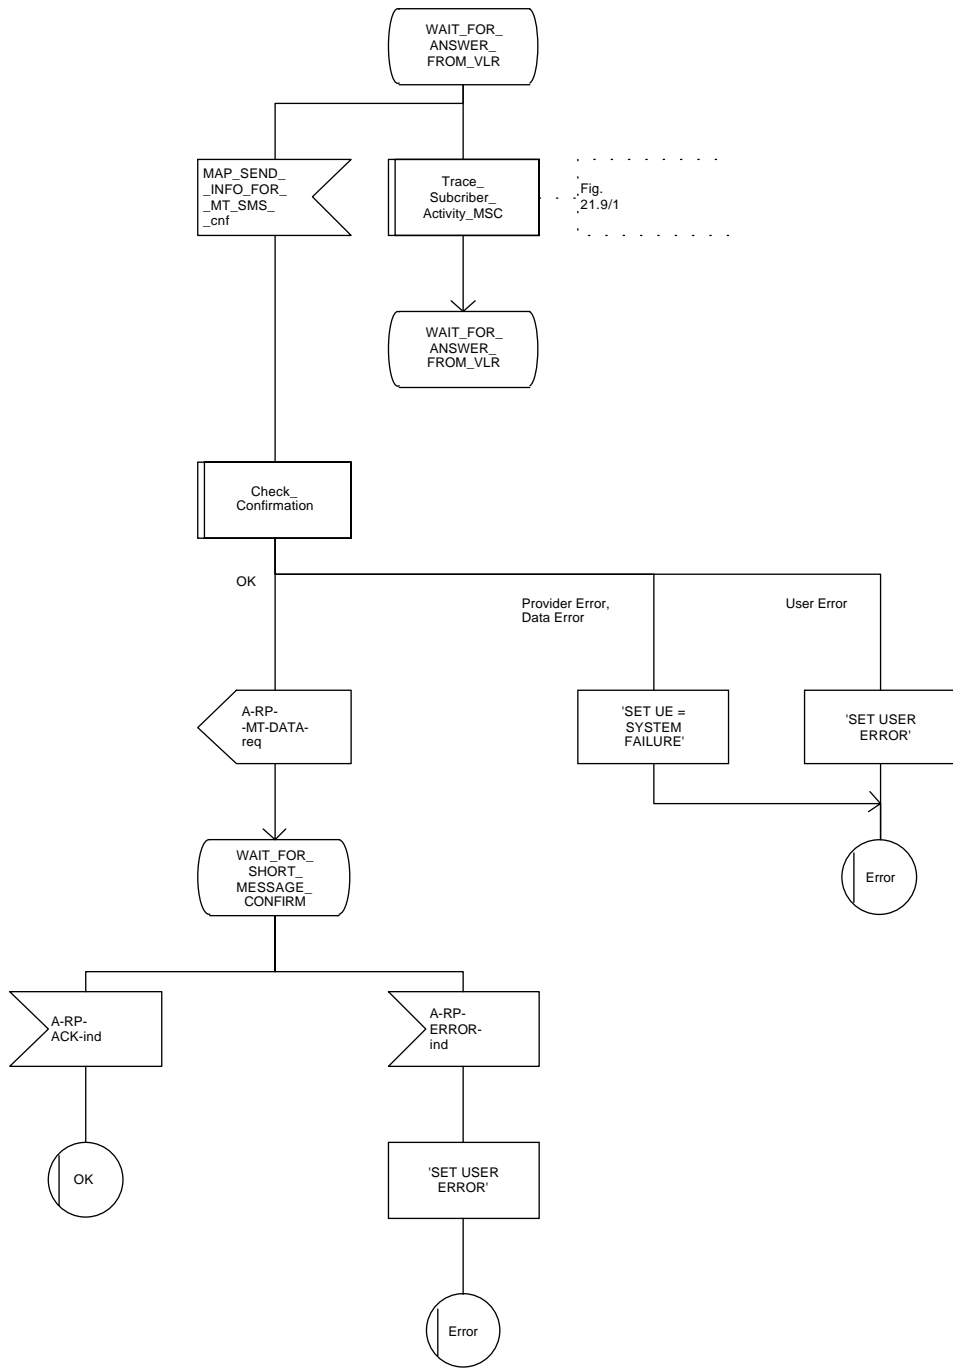 WAIT_FOR_
ANSWER_
FROM_VLR
MAP_SEND_
_INFO_FOR_
_MT_SMS_
_cnf
Trace_
Subcriber_
Activity_MSC
Fig.
21.9/1
WAIT_FOR_
ANSWER_
FROM_VLR
Check_
Confirmation
OK
Provider Error,
Data Error
User Error
A-RP-
-MT-DATA-
req
'SET UE =
SYSTEM
FAILURE'
'SET USER
ERROR'
WAIT_FOR_
SHORT_
MESSAGE_
CONFIRM
Error
A-RP-
ACK-ind
A-RP-
ERROR-
ind
OK
'SET USER
ERROR'
Error